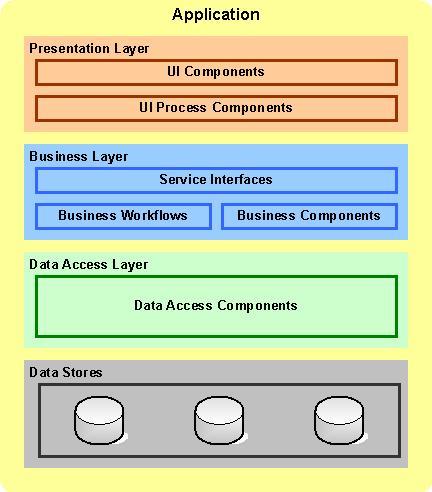 Application
Presentation Layer
UI Components
UI Process Components
Business Layer
Service Interfaces
Business Workflows
Business Components
Data Access Layer
Data Access Components
Data Stores